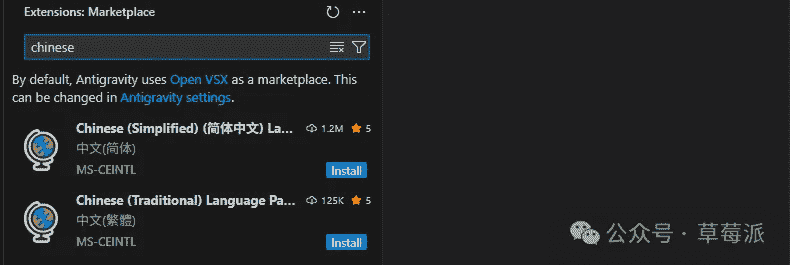 Extensions: Marketplace
chinese
By default, Antigravity uses Open VSX as a marketplace. This
can be changed in Antigravity settings.
Chinese (Simplified) (简体中文) La... 1.2M 5
中文(简体)
MS-CEINTL Install
Chinese (Traditional) Language Pa... 125K 5
中文(繁體)
MS-CEINTL Install
公众号 · 草莓派